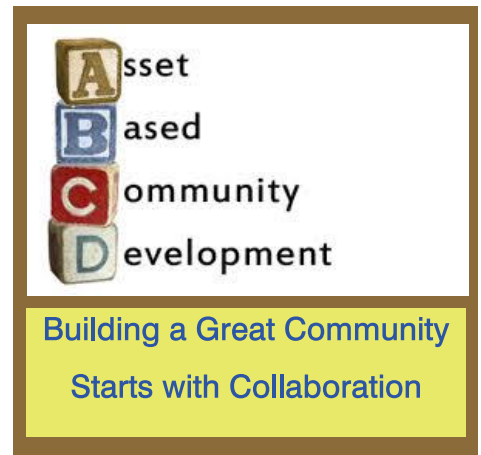 Asset
Based
Community
Development
Building a Great Community
Starts with Collaboration